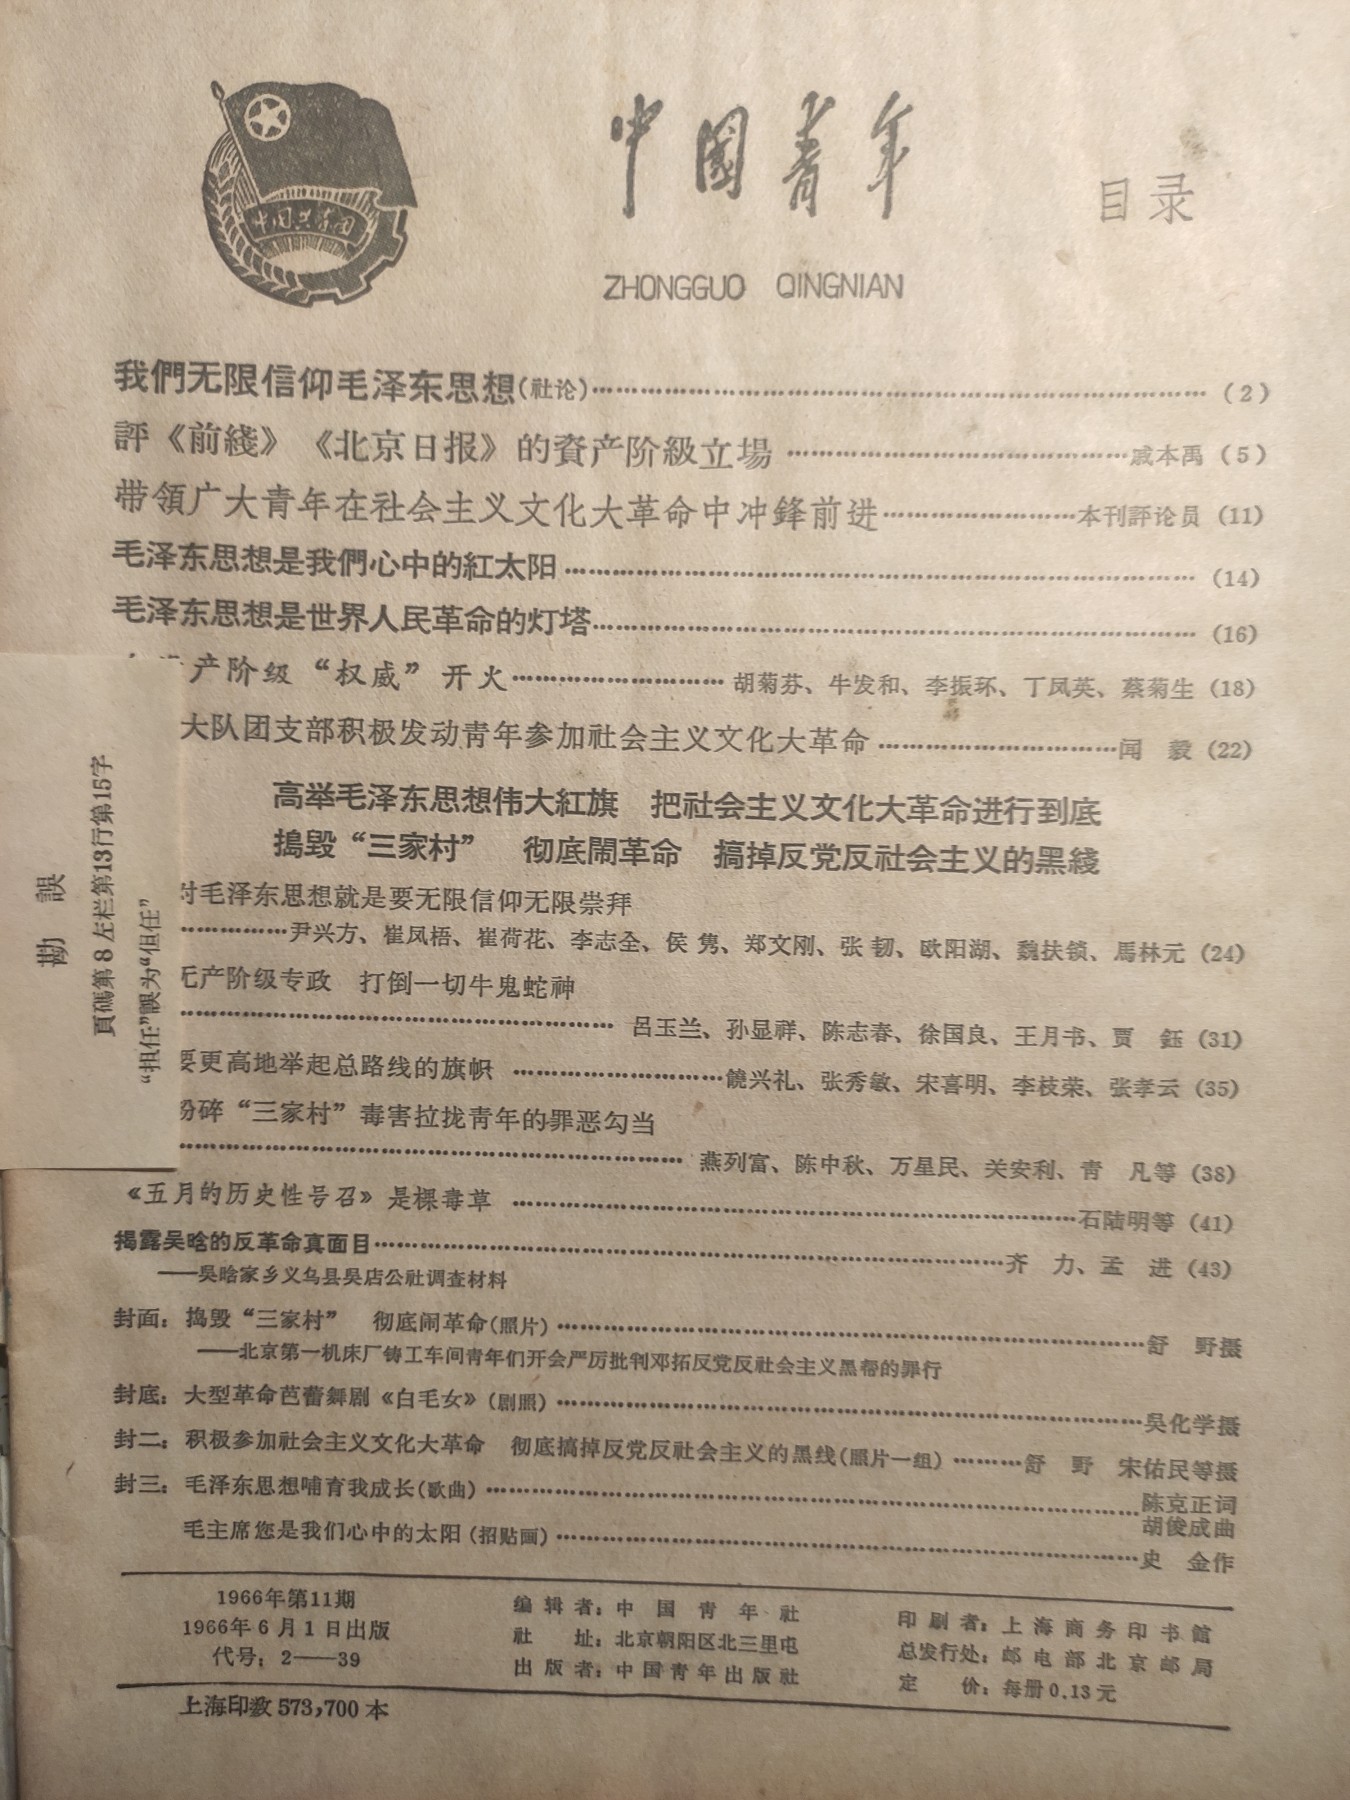 中国共青团
中國青年
目录
ZHONGGUO QINGNIAN
我們无限信仰毛泽东思想(社论)……(2)
評《前綫》《北京日报》的資产阶級立場……戚本禹(5)
带領广大青年在社会主义文化大革命中冲鋒前进……本刊評论员(11)
毛泽东思想是我們心中的紅太阳……(14)
毛泽东思想是世界人民革命的灯塔……(16)
产阶级“权威”开火……胡菊芬、牛发和、李振环、丁凤英、蔡菊生(18)
大队团支部积极发动青年参加社会主义文化大革命……闻 毅(22)
高举毛泽东思想伟大紅旗 把社会主义文化大革命进行到底
搗毀“三家村” 彻底鬧革命 搞掉反党反社会主义的黑綫
对毛泽东思想就是要无限信仰无限崇拜
……尹兴方、崔凤梧、崔荷花、李志全、侯 隽、郑文刚、张 韧、欧阳湖、魏扶锁、馬林元(24)
无产阶级专政 打倒一切牛鬼蛇神
……呂玉兰、孙显祥、陈志春、徐国良、王月书、贾 鈺(31)
要更高地举起总路线的旗帜……饒兴礼、张秀敏、宋喜明、李枝荣、张孝云(35)
粉碎“三家村”毒害拉拢青年的罪恶勾当
……燕列富、陈中秋、万星民、关安利、青 凡等(38)
《五月的历史性号召》是棵毒草……石陆明等(41)
揭露吴晗的反革命真面目……齐 力、孟 进(43)
——吳晗家乡义乌县吳店公社调查材料
封面：搗毀“三家村” 彻底闹革命(照片)……舒 野摄
——北京第一机床厂铸工车间青年们开会严厉批判邓拓反党反社会主义黑帮的罪行
封底：大型革命芭蕾舞剧《白毛女》(剧照)……吳化学摄
封二：积极参加社会主义文化大革命 彻底搞掉反党反社会主义的黑线(照片一组)……舒 野 宋佑民等摄
封三：毛泽东思想哺育我成长(歌曲)……陈克正词
胡俊成曲
毛主席您是我们心中的太阳(招贴画)……史 金作
1966年第11期
1966年6月1日出版
代号：2——39
编辑者：中国青年社
社 址：北京朝阳区北三里屯
出版者：中国青年出版社
印刷者：上海商务印书館
总发行处：邮电部北京邮局
定 价：每册0.13元
上海印数573,700本
勘誤
頁碼第8左栏第13行第15字
“担任”誤为“但任”